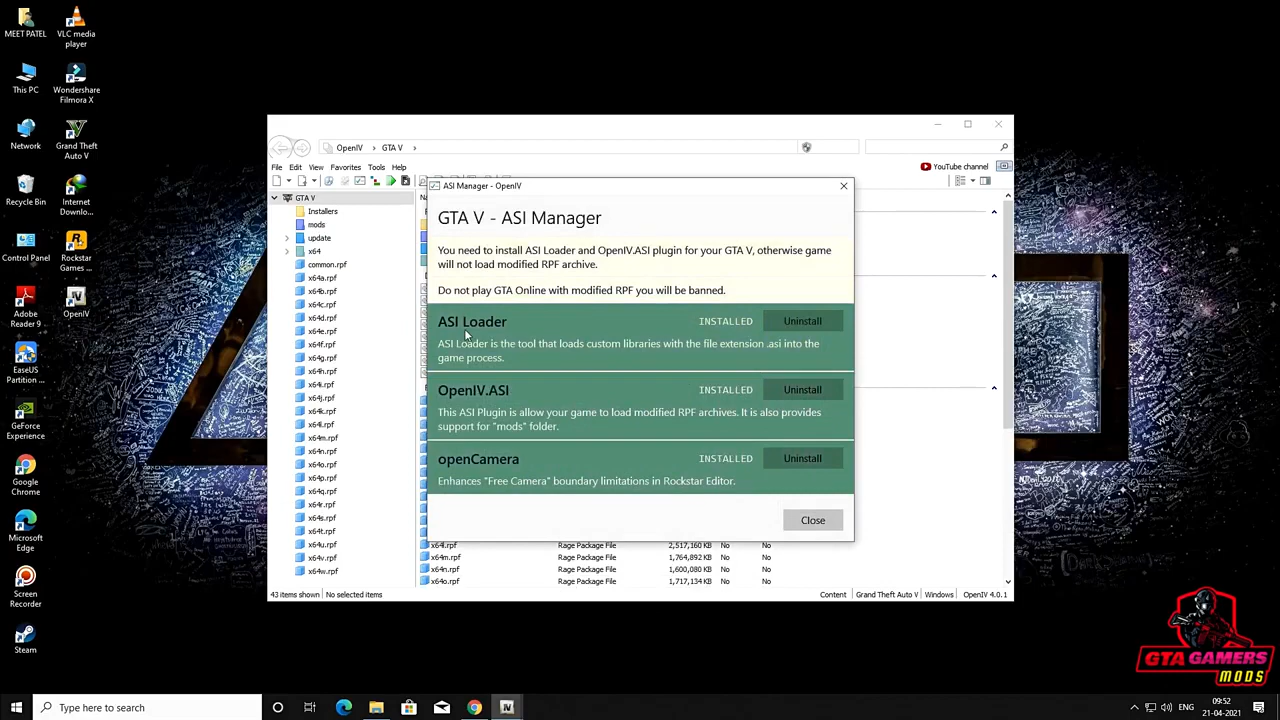 MEET PATEL
VLC media
player
This PC
Wondershare
Filmora X
Network
Grand Theft
Auto V
Recycle Bin
Internet
Downlo...
Control Panel
Rockstar
Games ...
Adobe
Reader 9
OpenIV
EaseUS
Partition ...
GeForce
Experience
Google
Chrome
Microsoft
Edge
Screen
Recorder
Steam
OpenIV
GTA V
File Edit View Favorites Tools Help
YouTube channel
GTA V
Installers
mods
update
x64
common.rpf
x64a.rpf
x64b.rpf
x64c.rpf
x64d.rpf
x64e.rpf
x64f.rpf
x64g.rpf
x64h.rpf
x64i.rpf
x64j.rpf
x64k.rpf
x64l.rpf
x64m.rpf
x64n.rpf
x64o.rpf
x64p.rpf
x64q.rpf
x64r.rpf
x64s.rpf
x64t.rpf
x64u.rpf
x64v.rpf
x64w.rpf
ASI Manager - OpenIV
GTA V - ASI Manager
You need to install ASI Loader and OpenIV.ASI plugin for your GTA V, otherwise game
will not load modified RPF archive.
Do not play GTA Online with modified RPF you will be banned.
ASI Loader INSTALLED Uninstall
ASI Loader is the tool that loads custom libraries with the file extension .asi into the
game process.
OpenIV.ASI INSTALLED Uninstall
This ASI Plugin is allow your game to load modified RPF archives. It is also provides
support for "mods" folder.
openCamera INSTALLED Uninstall
Enhances "Free Camera" boundary limitations in Rockstar Editor.
Close
x64l.rpf Rage Package File 2,517,160 KB No No
x64m.rpf Rage Package File 1,764,892 KB No No
x64n.rpf Rage Package File 1,600,080 KB No No
x64o.rpf Rage Package File 1,717,134 KB No No
43 items shown No selected items Content Grand Theft Auto V Windows OpenIV 4.0.1
GTA GAMERS
MODS
Type here to search
ENG
09:52
21-04-2021